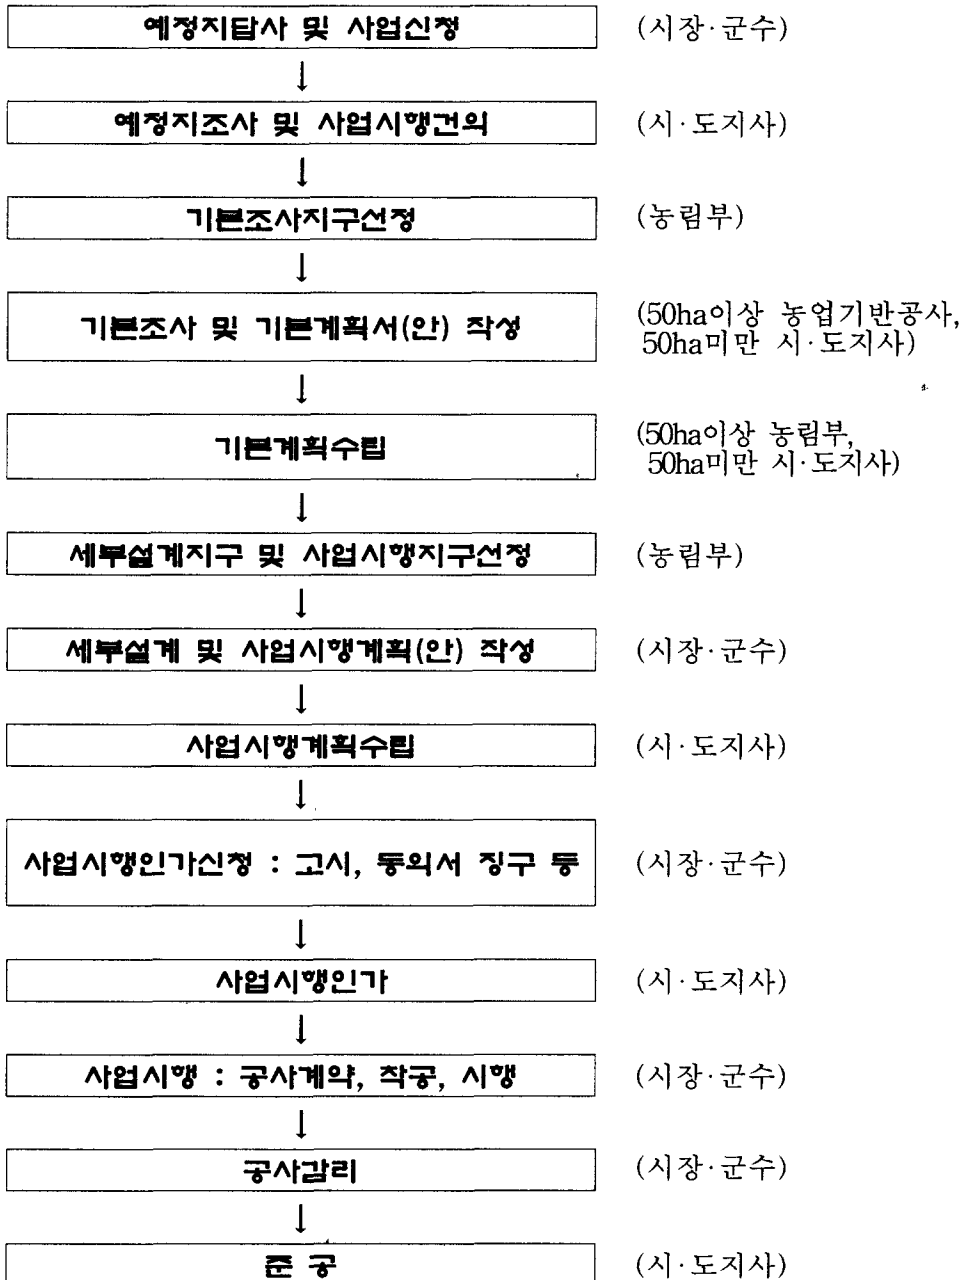 예정지답사 및 사업신청 (시장·군수)
↓
예정지조사 및 사업시행건의 (시·도지사)
↓
기본조사지구선정 (농림부)
↓
기본조사 및 기본계획서(안) 작성 (50ha이상 농업기반공사,
50ha미만 시·도지사)
↓
기본계획수립 (50ha이상 농림부,
50ha미만 시·도지사)
↓
세부설계지구 및 사업시행지구선정 (농림부)
↓
세부설계 및 사업시행계획(안) 작성 (시장·군수)
↓
사업시행계획수립 (시·도지사)
↓
사업시행인가신청 : 고시, 동의서 징구 등 (시장·군수)
↓
사업시행인가 (시·도지사)
↓
사업시행 : 공사계약, 착공, 시행 (시장·군수)
↓
공사감리 (시장·군수)
↓
준 공 (시·도지사)